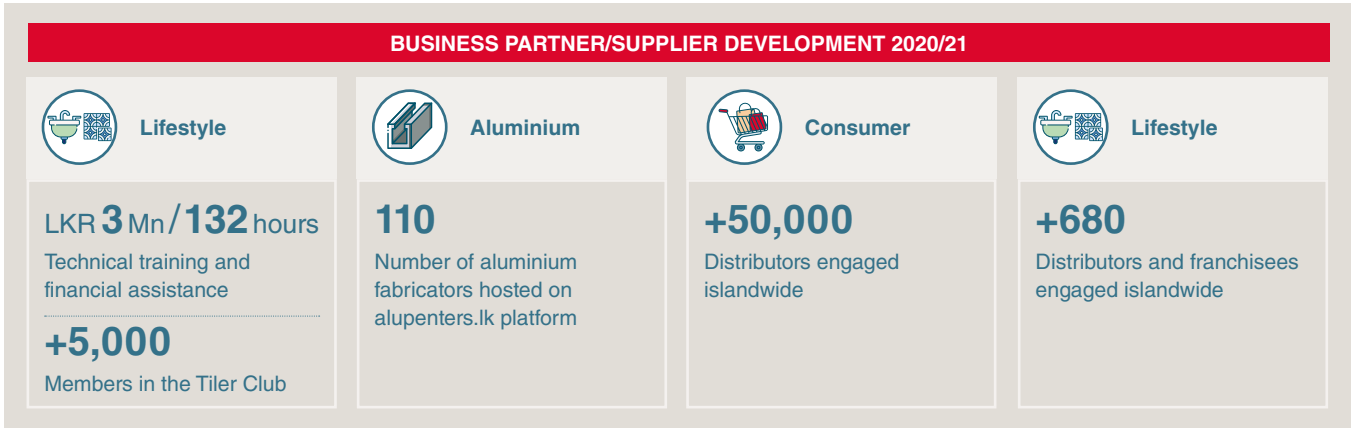 BUSINESS PARTNER/SUPPLIER DEVELOPMENT 2020/21
Lifestyle
LKR 3 Mn/132 hours
Technical training and
financial assistance
+5,000
Members in the Tiler Club
Aluminium
110
Number of aluminium
fabricators hosted on
alupenters.lk platform
Consumer
+50,000
Distributors engaged
islandwide
Lifestyle
+680
Distributors and franchisees
engaged islandwide